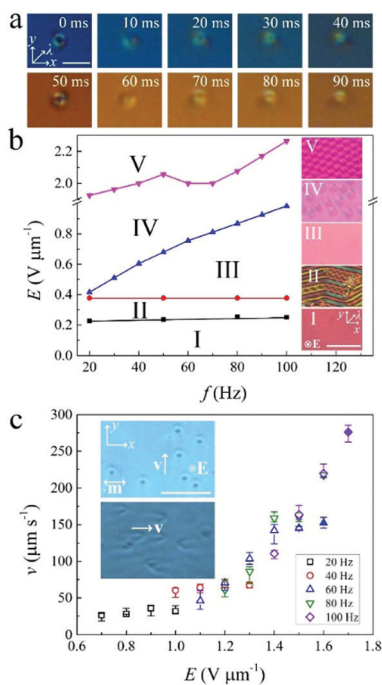 a
0 ms 10 ms 20 ms 30 ms 40 ms
y λ x
50 ms 60 ms 70 ms 80 ms 90 ms
b
E (V μm⁻¹)
2.2
2.0
0.8
0.6
0.4
0.2
0.0
V
IV
III
II
I
V
IV
III
II
I
y λ
x
⊗E
20 40 60 80 100 120
f (Hz)
c
v (μm s⁻¹)
300
250
200
150
100
50
0
y
x
v
⊗E
m
v
20 Hz
40 Hz
60 Hz
80 Hz
100 Hz
0.6 0.8 1.0 1.2 1.4 1.6 1.8
E (V μm⁻¹)